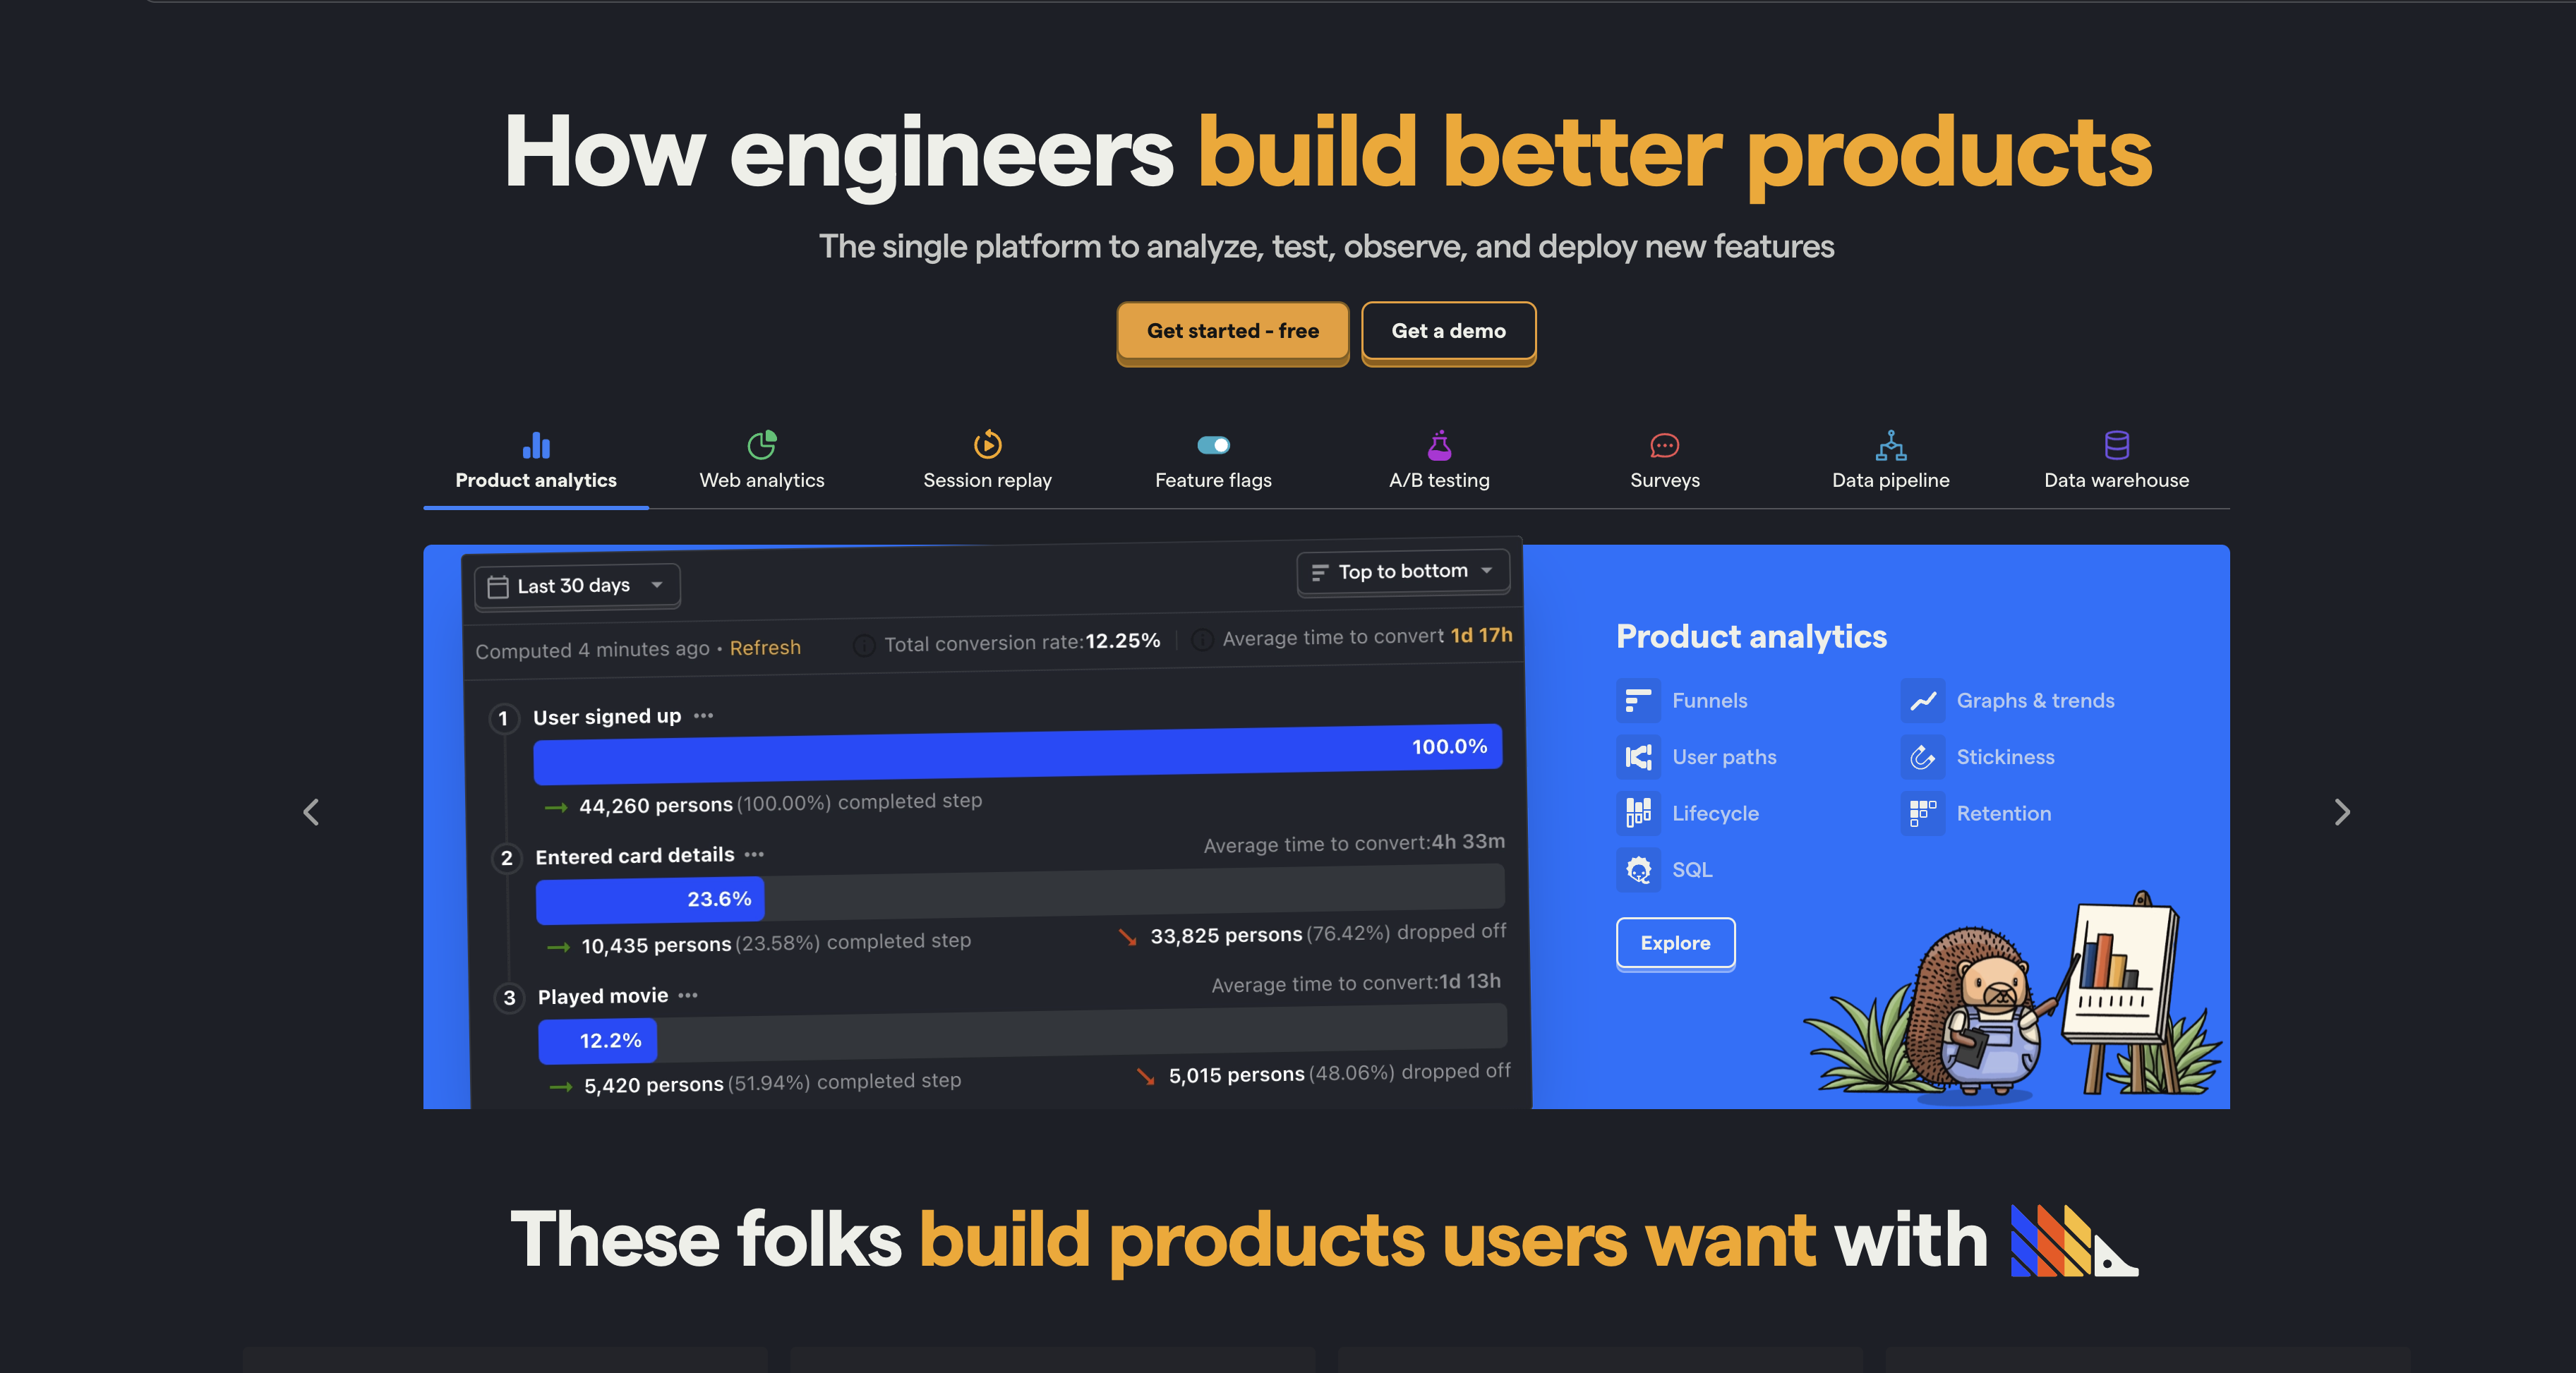 How engineers build better products
The single platform to analyze, test, observe, and deploy new features
Get started - free
Get a demo
Product analytics
Web analytics
Session replay
Feature flags
A/B testing
Surveys
Data pipeline
Data warehouse
Last 30 days
Top to bottom
Computed 4 minutes ago • Refresh
Total conversion rate:12.25%
Average time to convert 1d 17h
1 User signed up •••
100.0%
→ 44,260 persons (100.00%) completed step
2 Entered card details •••
Average time to convert:4h 33m
23.6%
→ 10,435 persons (23.58%) completed step
↘ 33,825 persons (76.42%) dropped off
3 Played movie •••
Average time to convert:1d 13h
12.2%
→ 5,420 persons (51.94%) completed step
↘ 5,015 persons (48.06%) dropped off
Product analytics
Funnels
Graphs & trends
User paths
Stickiness
Lifecycle
Retention
SQL
Explore
These folks build products users want with